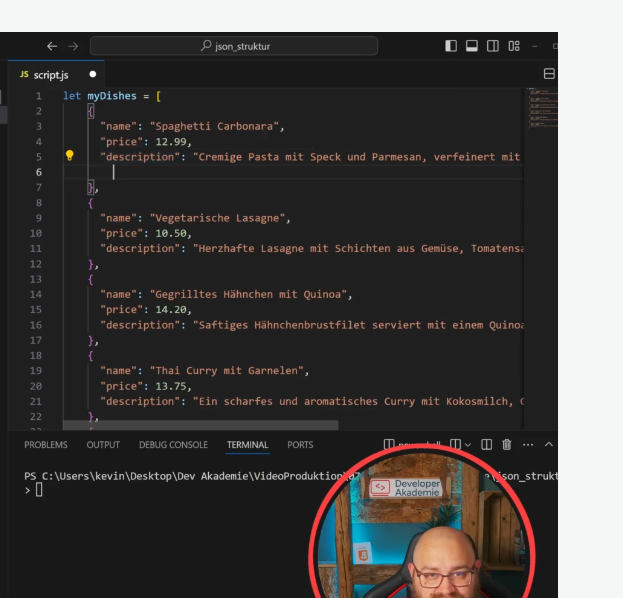 json_struktur
JS script.js
1 let myDishes = [
2 {
3 "name": "Spaghetti Carbonara",
4 "price": 12.99,
5 "description": "Cremige Pasta mit Speck und Parmesan, verfeinert mit
6
7 },
8 {
9 "name": "Vegetarische Lasagne",
10 "price": 10.50,
11 "description": "Herzhafte Lasagne mit Schichten aus Gemüse, Tomatensa
12 },
13 {
14 "name": "Gegrilltes Hähnchen mit Quinoa",
15 "price": 14.20,
16 "description": "Saftiges Hähnchenbrustfilet serviert mit einem Quinoa
17 },
18 {
19 "name": "Thai Curry mit Garnelen",
20 "price": 13.75,
21 "description": "Ein scharfes und aromatisches Curry mit Kokosmilch, G
22 },
PROBLEMS OUTPUT DEBUG CONSOLE TERMINAL PORTS
PS C:\Users\kevin\Desktop\Dev Akademie\VideoProduktion\07 \json_strukt
>
Developer
Akademie